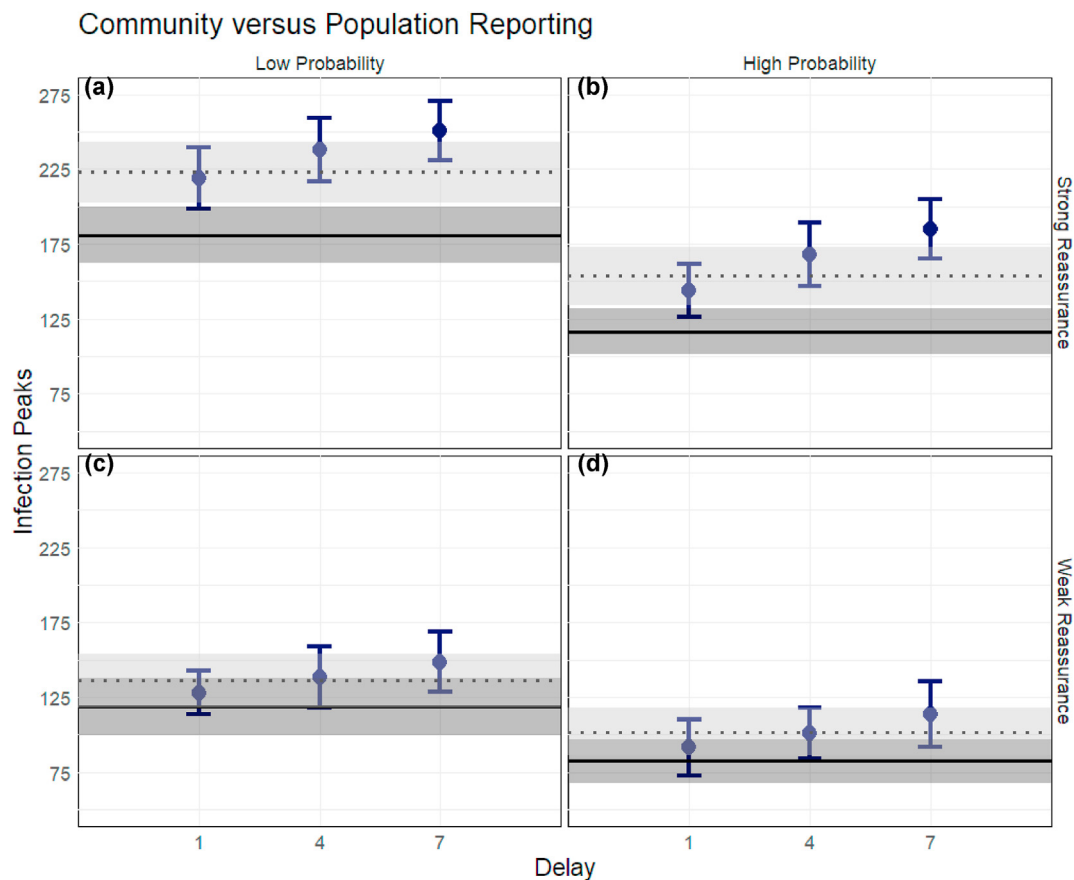 Community versus Population Reporting
Low Probability
High Probability
(a)
(b)
275
225
175
125
75
Strong Reassurance
Infection Peaks
(c)
(d)
275
225
175
125
75
Weak Reassurance
1
4
7
1
4
7
Delay